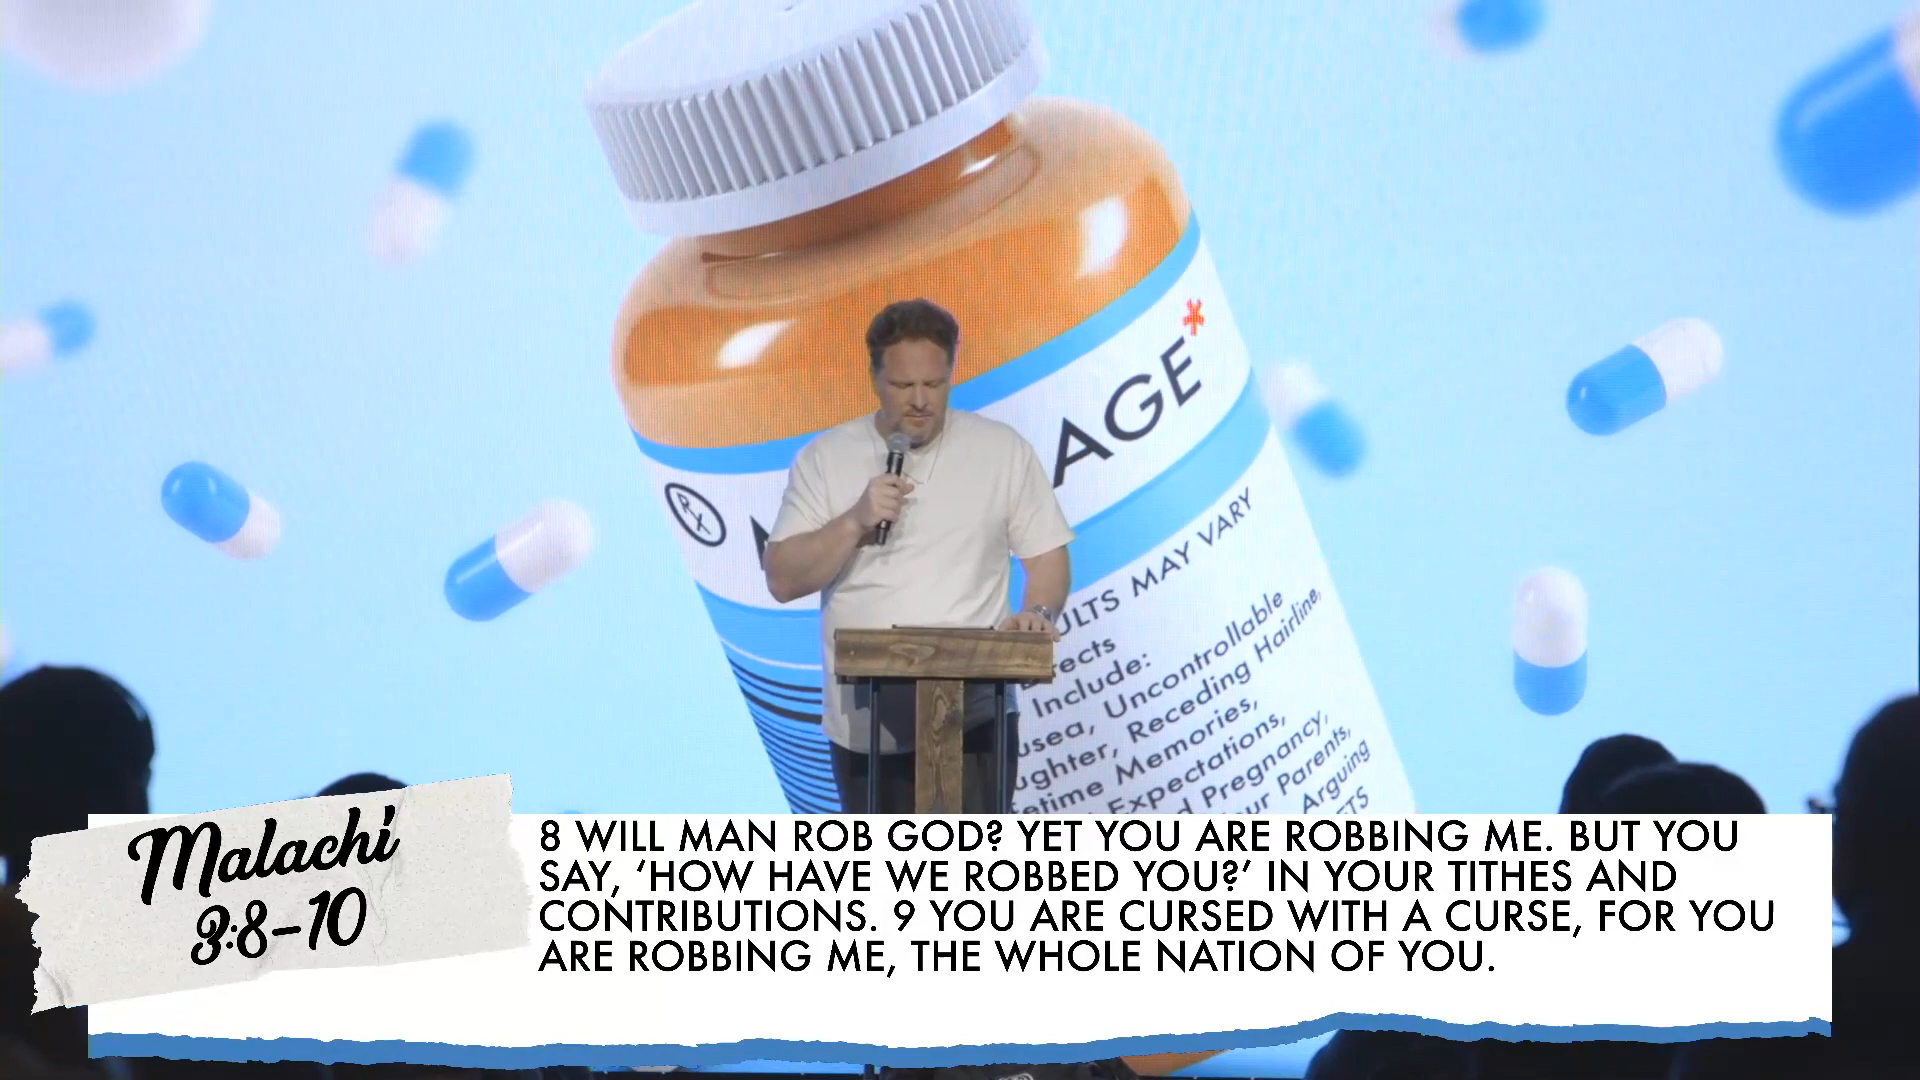 RX
AGE*
ULTS MAY VARY
Include:
Uncontrollable
Receding Hairline,
Memories,
Expectations,
Pregnancy,
Parents,
Arguing
Malachi
3:8-10
8 WILL MAN ROB GOD? YET YOU ARE ROBBING ME. BUT YOU
SAY, ‘HOW HAVE WE ROBBED YOU?’ IN YOUR TITHES AND
CONTRIBUTIONS. 9 YOU ARE CURSED WITH A CURSE, FOR YOU
ARE ROBBING ME, THE WHOLE NATION OF YOU.